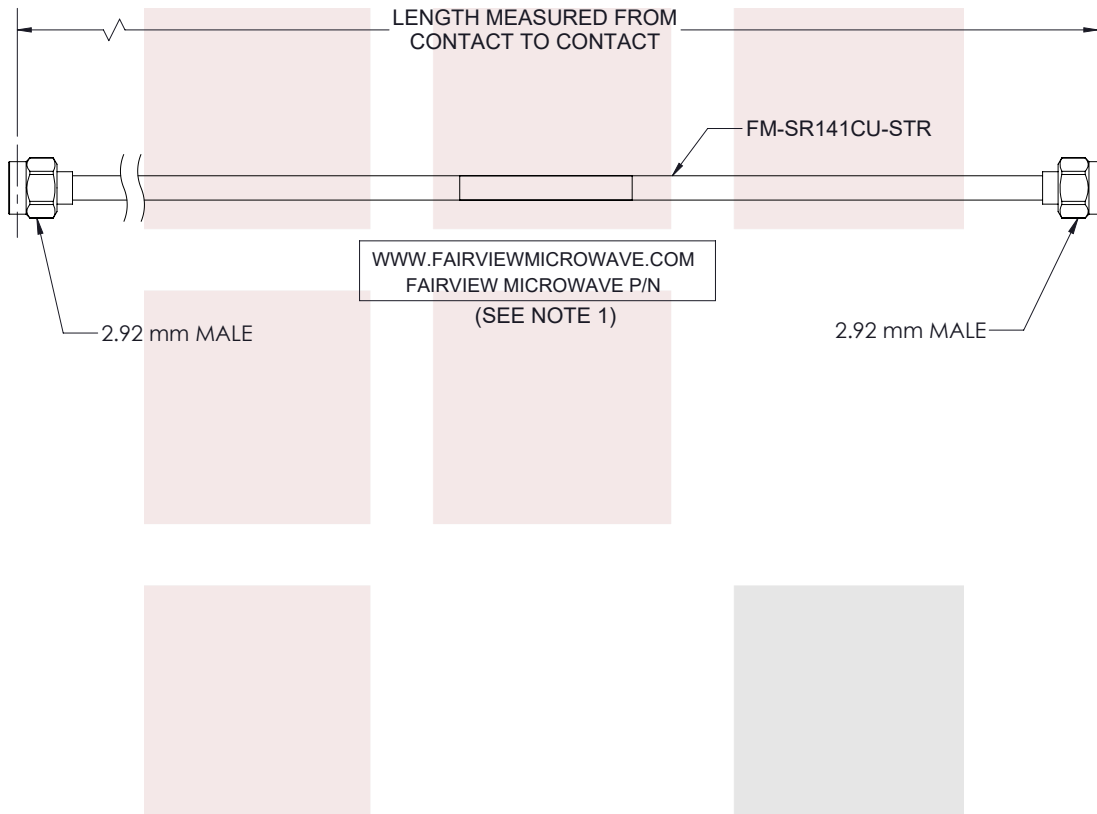 LENGTH MEASURED FROM
CONTACT TO CONTACT
FM-SR141CU-STR
WWW.FAIRVIEWMICROWAVE.COM
FAIRVIEW MICROWAVE P/N
(SEE NOTE 1)
2.92 mm MALE
2.92 mm MALE